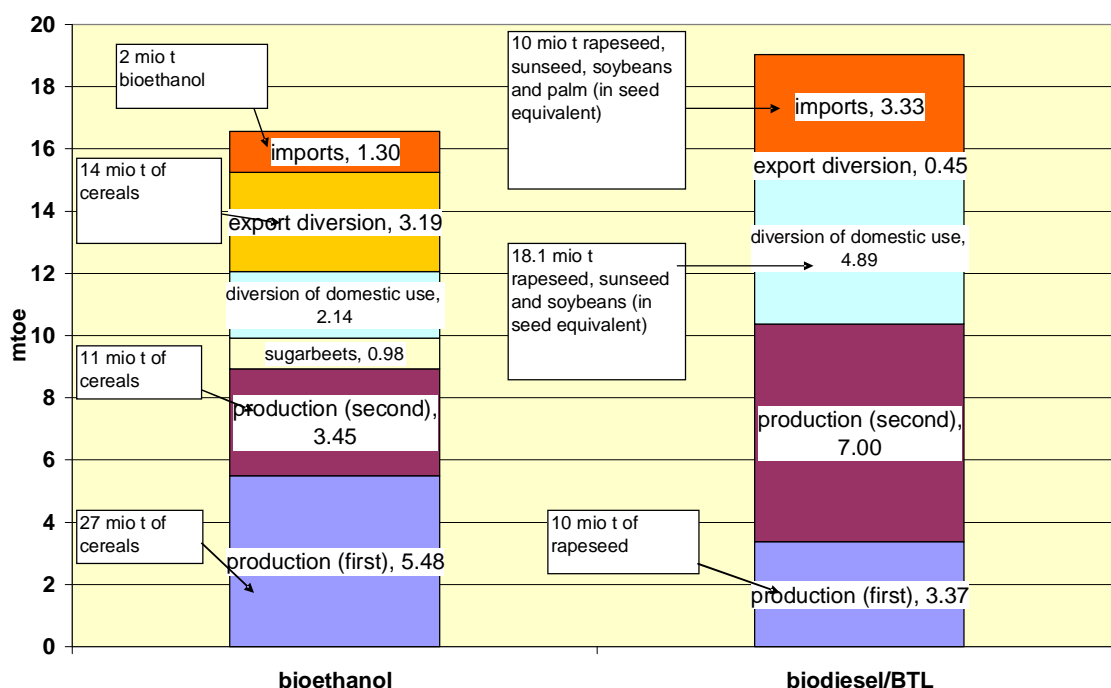 20
18
16
14
12
10
8
6
4
2
0
mtoe
2 mio t
bioethanol
14 mio t of
cereals
11 mio t of
cereals
27 mio t of
cereals
imports, 1.30
export diversion, 3.19
diversion of domestic use,
2.14
sugarbeets, 0.98
production (second),
3.45
production (first), 5.48
10 mio t rapeseed,
sunseed, soybeans
and palm (in seed
equivalent)
18.1 mio t
rapeseed, sunseed
and soybeans (in
seed equivalent)
10 mio t of
rapeseed
imports, 3.33
export diversion, 0.45
diversion of domestic use,
4.89
production (second),
7.00
production (first), 3.37
bioethanol
biodiesel/BTL